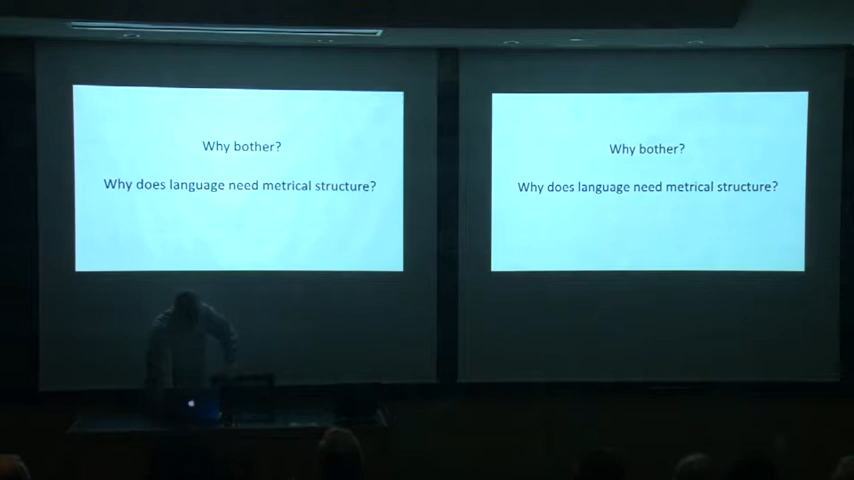 Why bother?
Why does language need metrical structure?
Why bother?
Why does language need metrical structure?